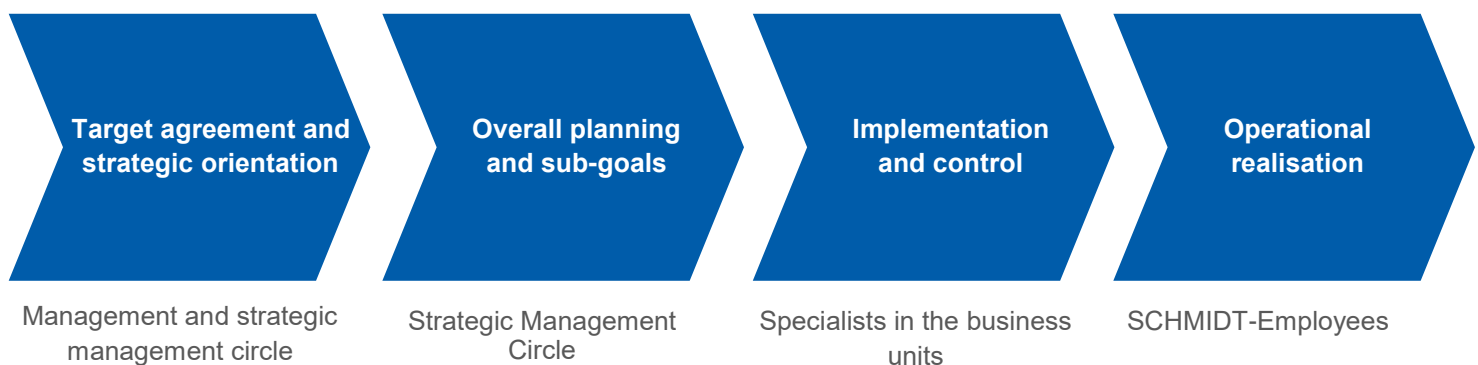 Target agreement and
strategic orientation
Overall planning
and sub-goals
Implementation
and control
Operational
realisation
Management and strategic
management circle
Strategic Management
Circle
Specialists in the business
units
SCHMIDT-Employees